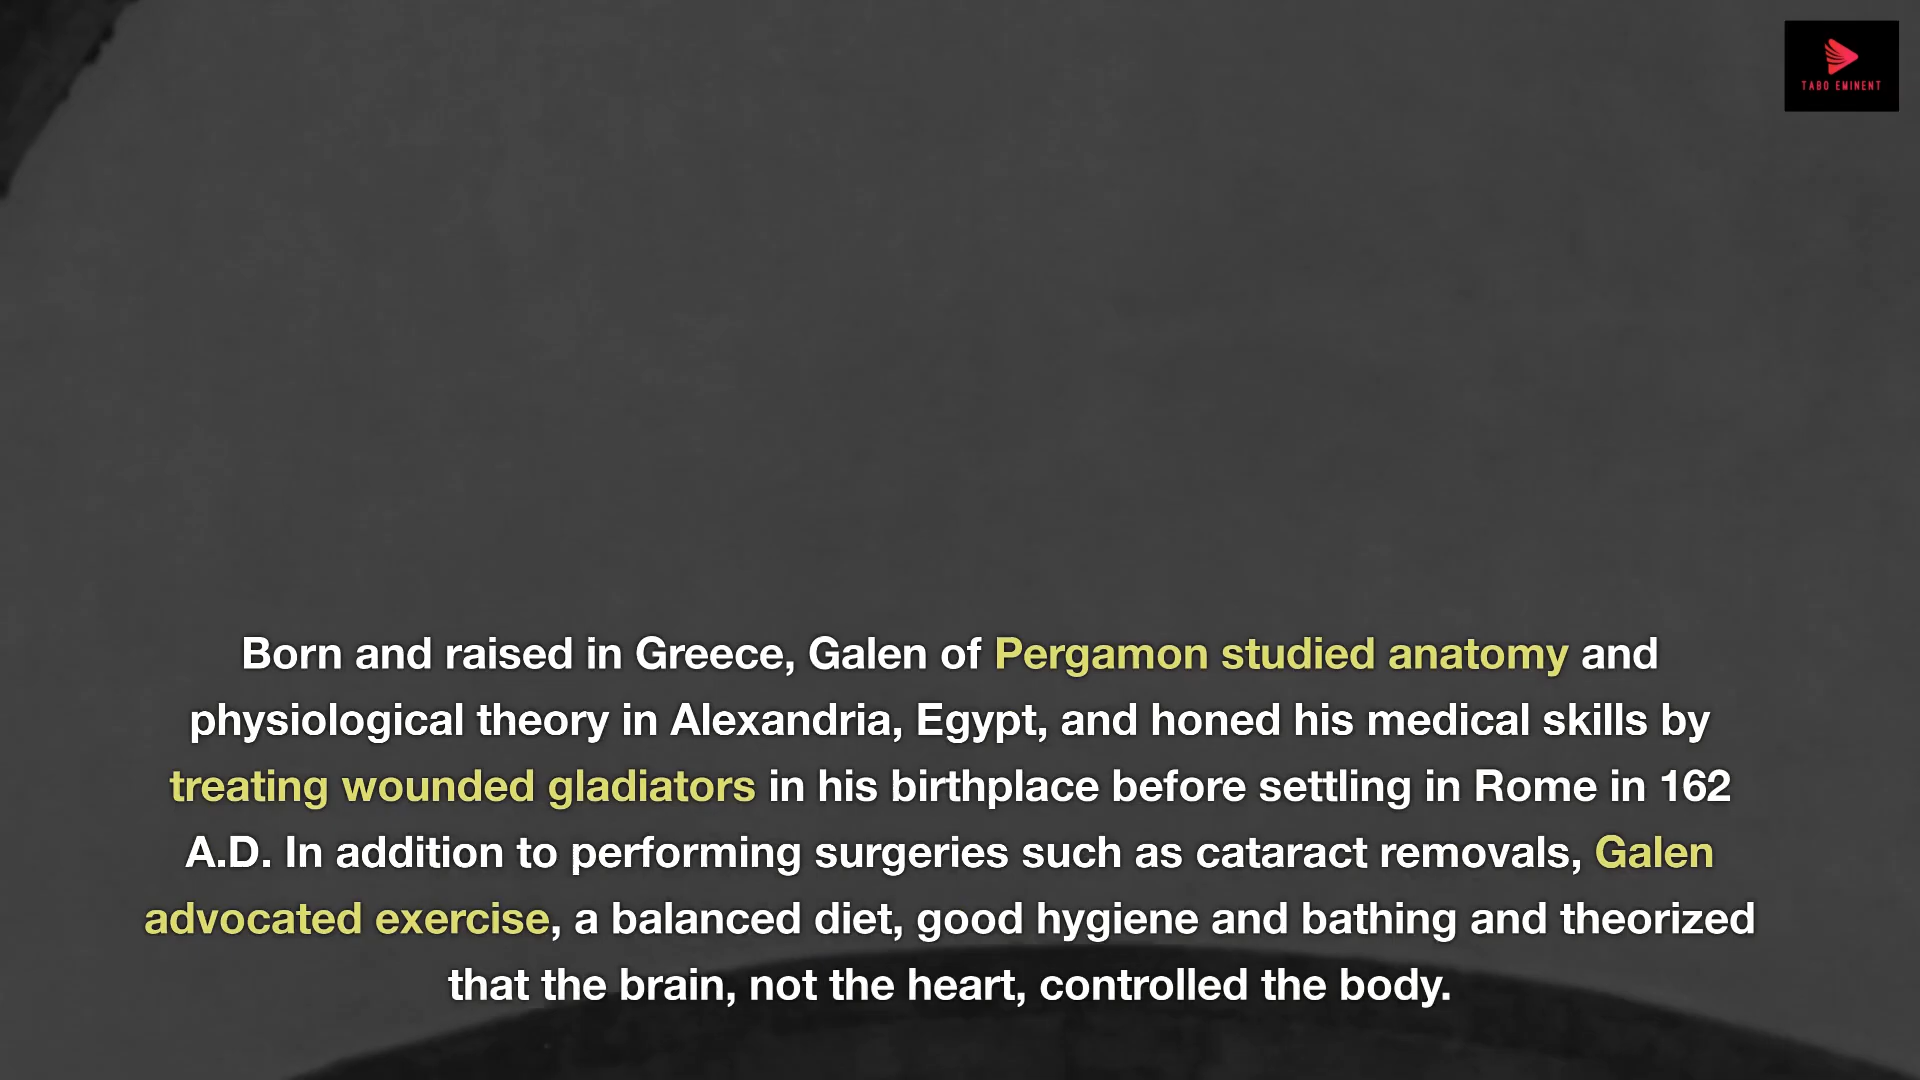 TABO EMINENT
Born and raised in Greece, Galen of Pergamon studied anatomy and
physiological theory in Alexandria, Egypt, and honed his medical skills by
treating wounded gladiators in his birthplace before settling in Rome in 162
A.D. In addition to performing surgeries such as cataract removals, Galen
advocated exercise, a balanced diet, good hygiene and bathing and theorized
that the brain, not the heart, controlled the body.